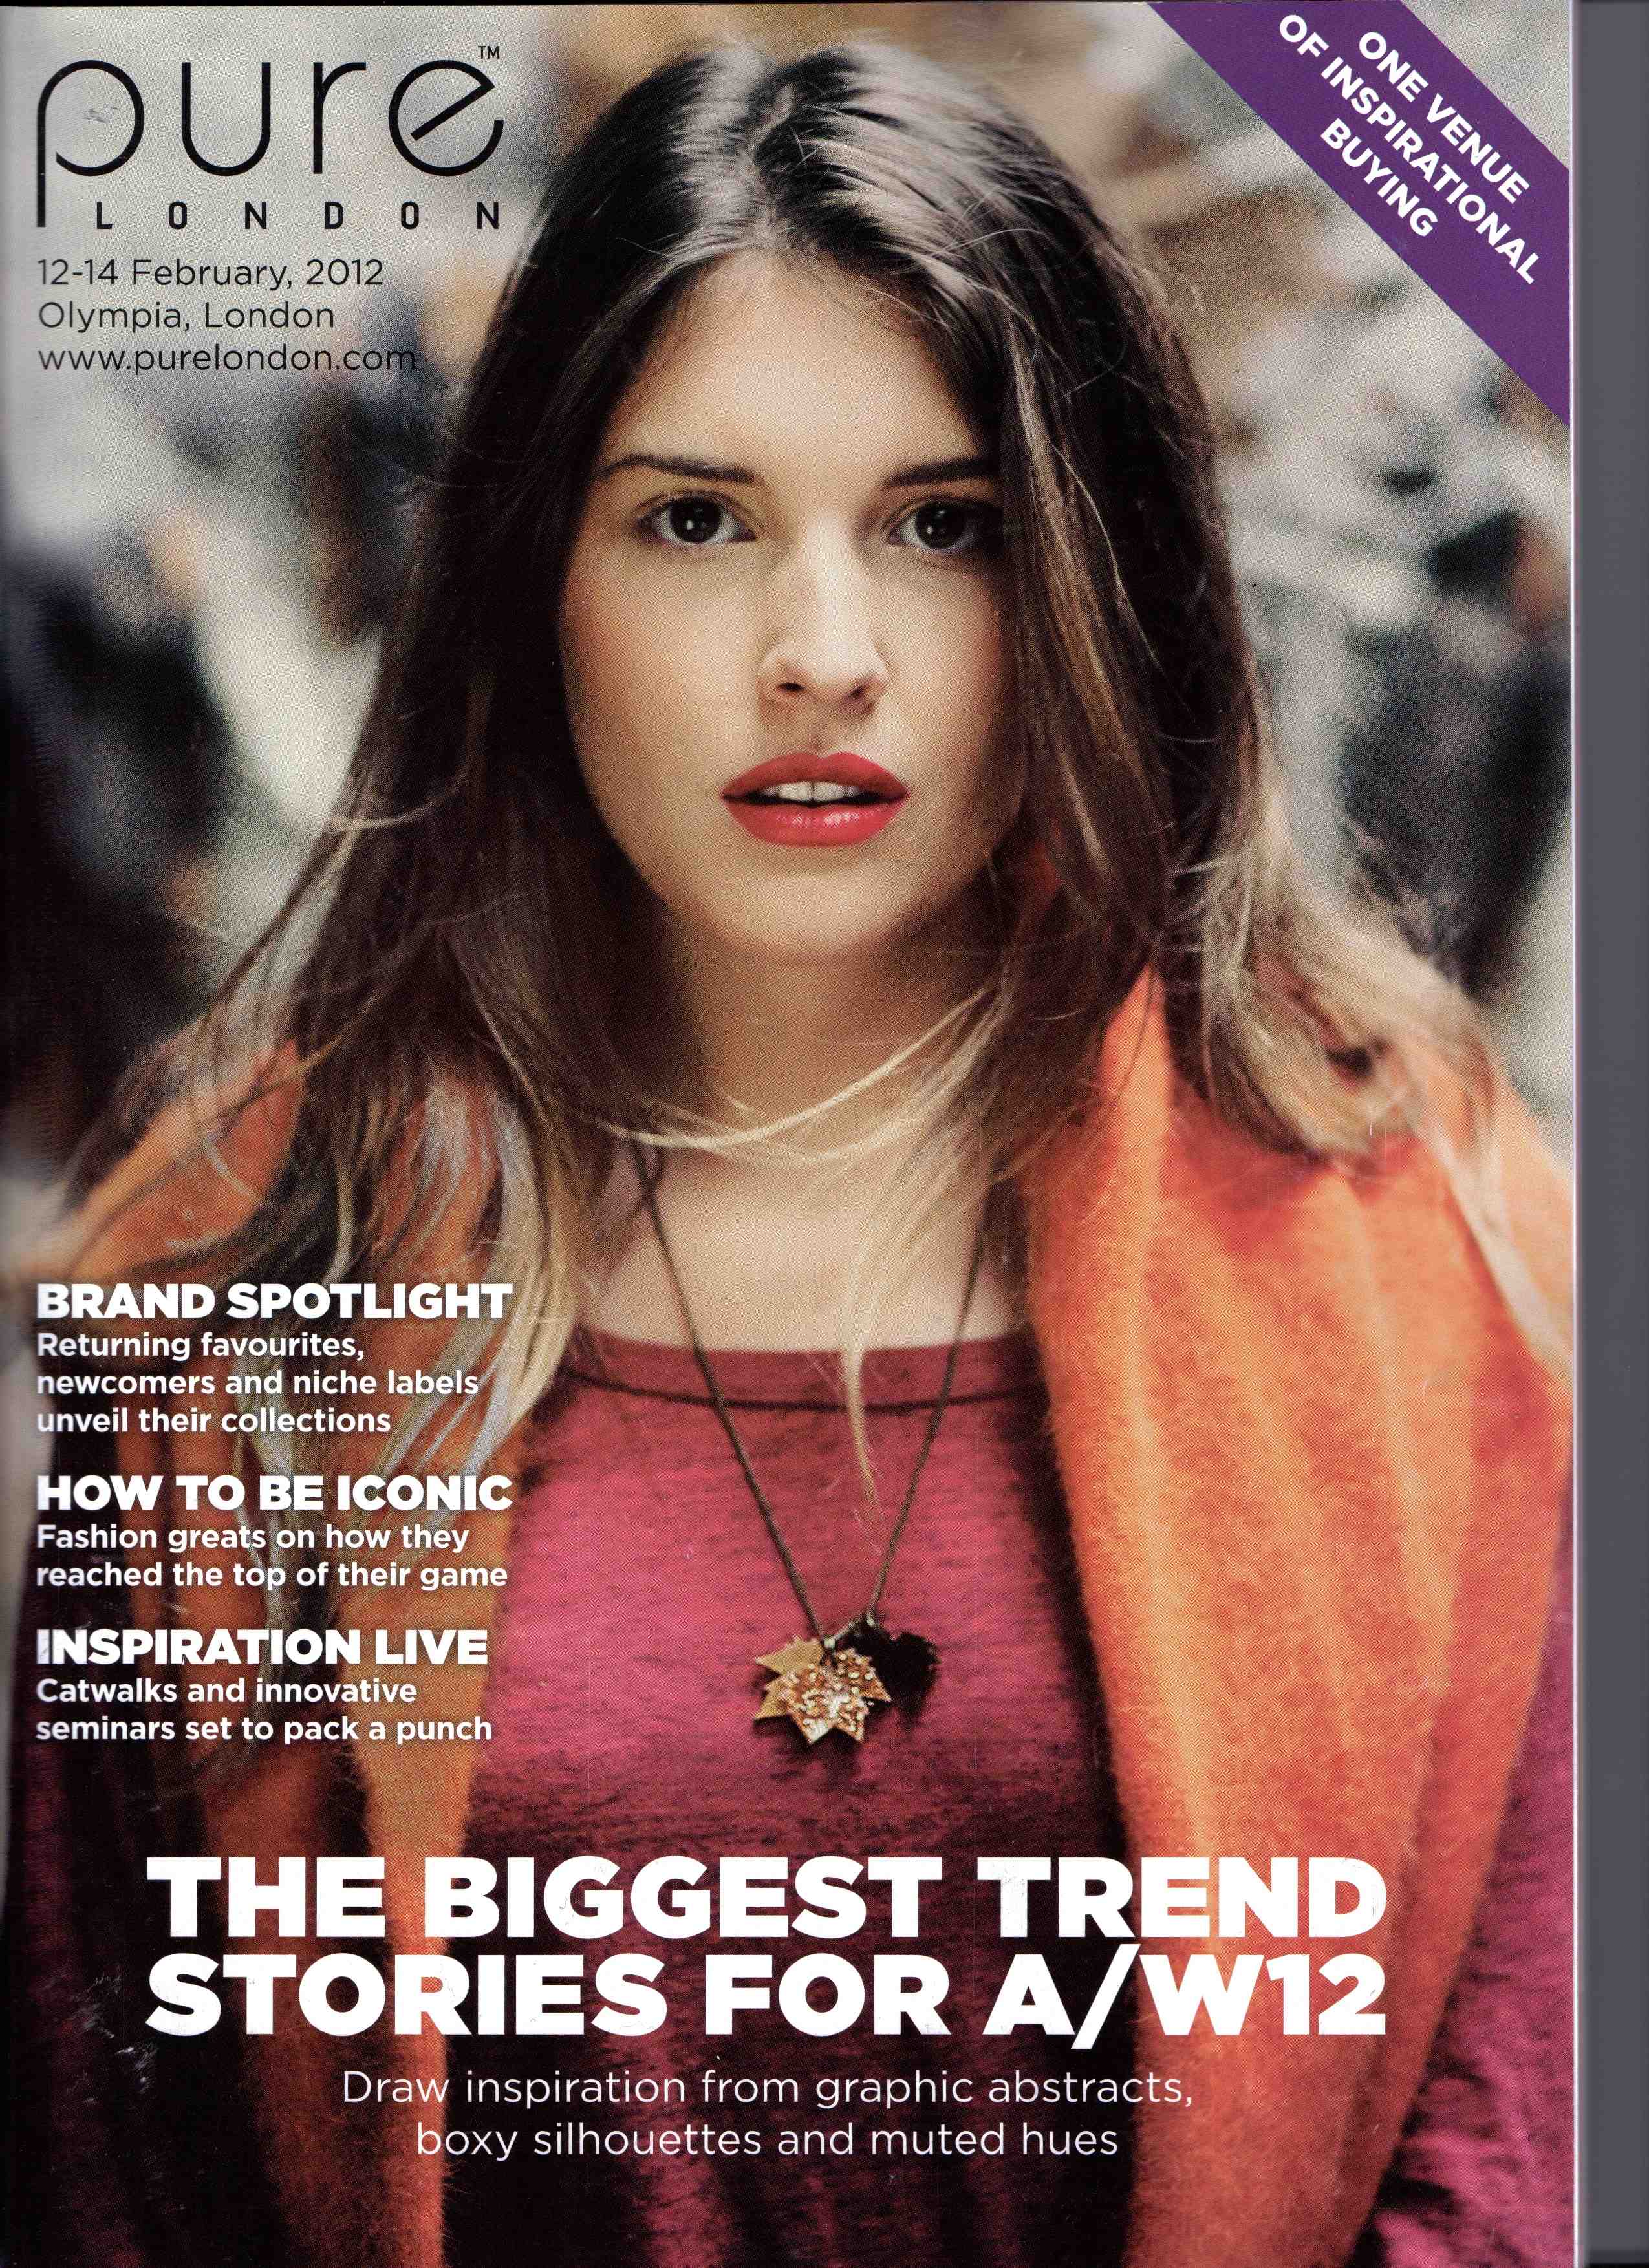 pure™
LONDON
12-14 February, 2012
Olympia, London
www.purelondon.com
ONE VENUE
OF INSPIRATIONAL
BUYING
BRAND SPOTLIGHT
Returning favourites,
newcomers and niche labels
unveil their collections
HOW TO BE ICONIC
Fashion greats on how they
reached the top of their game
INSPIRATION LIVE
Catwalks and innovative
seminars set to pack a punch
THE BIGGEST TREND
STORIES FOR A/W12
Draw inspiration from graphic abstracts,
boxy silhouettes and muted hues